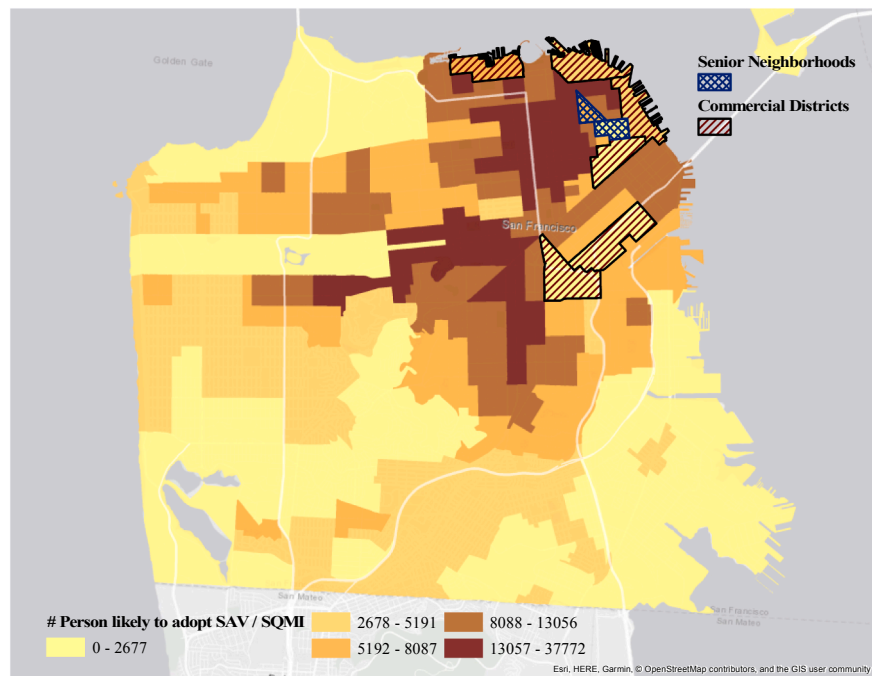 Golden Gate
Senior Neighborhoods
Commercial Districts
San Francisco
San Mateo
San Francisco
San Mateo
# Person likely to adopt SAV / SQMI
0 - 2677
2678 - 5191
5192 - 8087
8088 - 13056
13057 - 37772
Esri, HERE, Garmin, © OpenStreetMap contributors, and the GIS user community